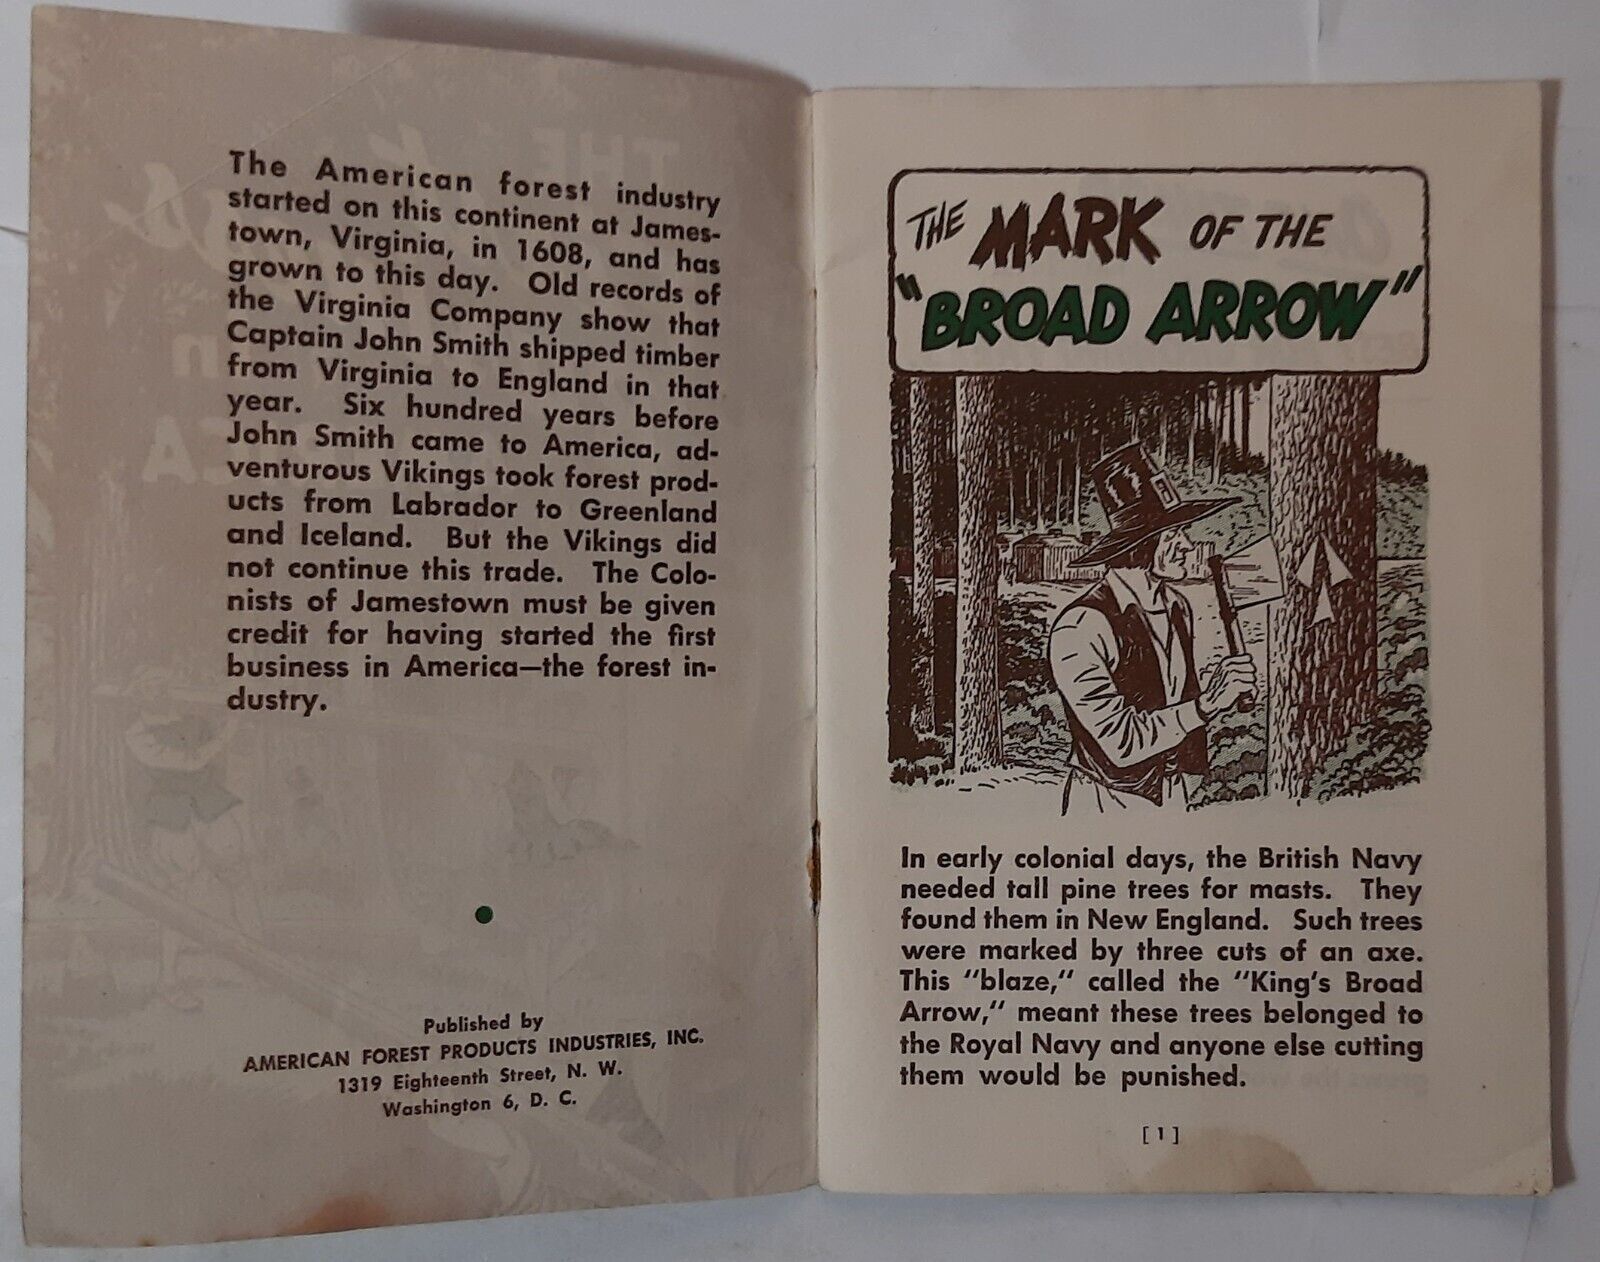 The American forest industry
started on this continent at James-
town, Virginia, in 1608, and has
grown to this day. Old records of
the Virginia Company show that
Captain John Smith shipped timber
from Virginia to England in that
year. Six hundred years before
John Smith came to America, ad-
venturous Vikings took forest prod-
ucts from Labrador to Greenland
and Iceland. But the Vikings did
not continue this trade. The Colo-
nists of Jamestown must be given
credit for having started the first
business in America—the forest in-
dustry.
Published by
AMERICAN FOREST PRODUCTS INDUSTRIES, INC.
1319 Eighteenth Street, N. W.
Washington 6, D. C.
THE MARK OF THE
"BROAD ARROW"
In early colonial days, the British Navy
needed tall pine trees for masts. They
found them in New England. Such trees
were marked by three cuts of an axe.
This "blaze," called the "King's Broad
Arrow," meant these trees belonged to
the Royal Navy and anyone else cutting
them would be punished.
[ 1 ]